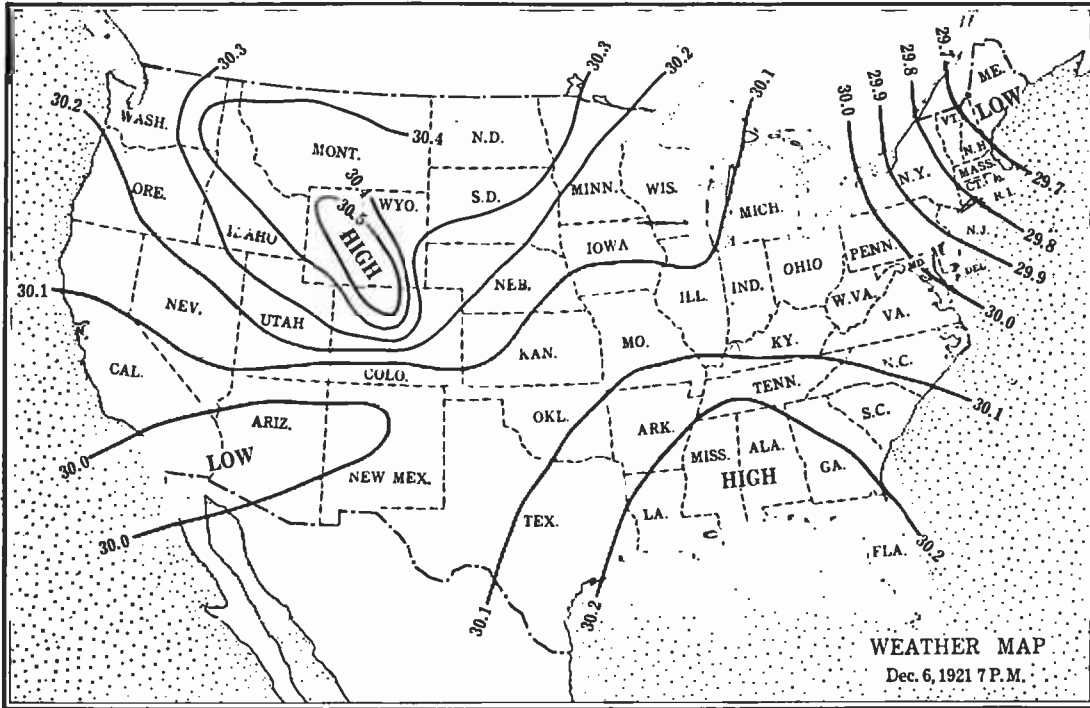 30.3
30.3
30.2
30.1
29.8
29.7
30.2
WASH.
30.4
MONT.
N.D.
30.0
29.9
ME.
LOW
VT.
N.H.
MASS.
29.7
ORE.
IDAHO
30.4
30.5
WYO.
HIGH
S.D.
MINN.
WIS.
MICH.
N.Y.
R.I.
29.8
N.J.
29.9
IOWA
PENN.
MD
DEL.
30.0
30.1
NEV.
UTAH
NEB.
ILL.
IND.
OHIO
W.VA.
VA.
CAL.
COLO.
KAN.
MO.
KY.
N.C.
TENN.
30.1
30.0
ARIZ.
LOW
NEW MEX.
OKL.
ARK.
MISS.
ALA.
HIGH
GA.
S.C.
30.0
TEX.
LA.
FLA.
30.2
30.1
30.2
WEATHER MAP
Dec. 6, 1921 7 P.M.